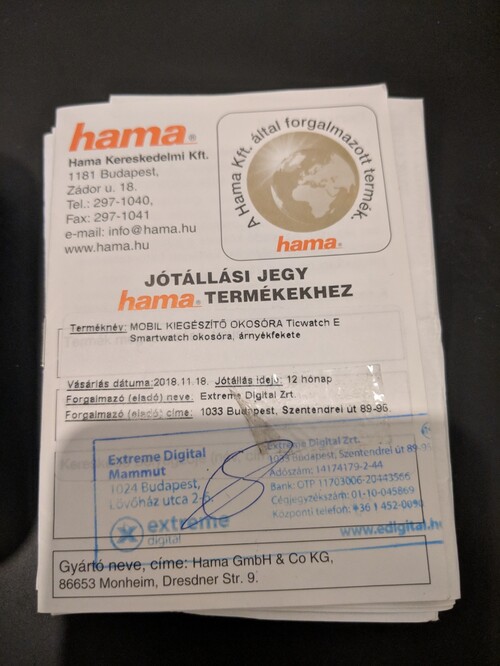 hama®
Hama Kereskedelmi Kft.
1181 Budapest,
Zádor u. 18.
Tel.: 297-1040,
Fax: 297-1041
e-mail: info@hama.hu
www.hama.hu
A Hama Kft. által forgalmazott termék.
hama®
JÓTÁLLÁSI JEGY
hama® TERMÉKEKHEZ
Terméknév: MOBIL KIEGÉSZÍTŐ OKOSÓRA Ticwatch E
Smartwatch okosóra, árnyékfekete
Vásárlás dátuma: 2018.11.18. Jótállás ideje: 12 hónap
Forgalmazó (eladó) neve: Extreme Digital Zrt.
Forgalmazó (eladó) címe: 1033 Budapest, Szentendrei út 89-95.
Extreme Digital
Mammut
1024 Budapest,
Lövőház utca 2-6.
extreme
digital
Extreme Digital Zrt.
1033 Budapest, Szentendrei út 89-95
Adószám: 14174179-2-44
Bank: OTP 11703006-20443566
Cégjegyzékszám: 01-10-045869
Központi telefon: +36 1 452-0090
www.edigital.hu
Gyártó neve, címe: Hama GmbH & Co KG,
86653 Monheim, Dresdner Str. 9.